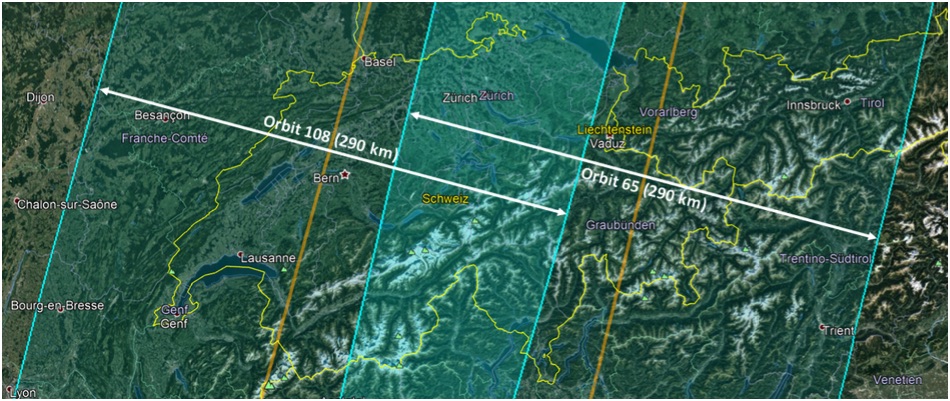 Basel
Dijon
Zürich Zürich
Besançon
Vorarlberg
Innsbruck
Tirol
Orbit 108 (290 km)
Franche-Comté
Liechtenstein
Vaduz
Bern
Orbit 65 (290 km)
Chalon-sur-Saône
Schweiz
Graubünden
Lausanne
Trentino-Südtirol
Bourg-en-Bresse
Genf
Genf
Trient
Venetien
Lyon